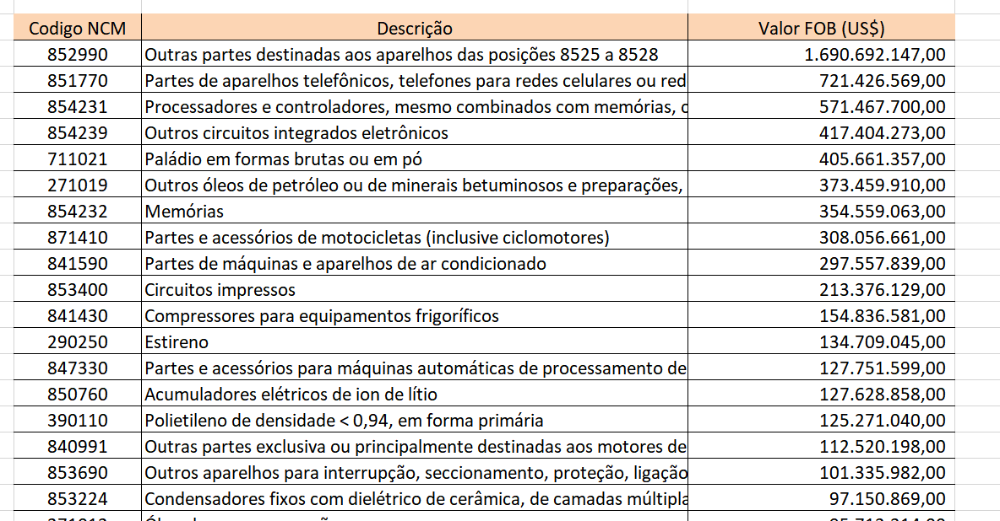 Codigo NCM Descrição Valor FOB (US$)
852990 Outras partes destinadas aos aparelhos das posições 8525 a 8528 1.690.692.147,00
851770 Partes de aparelhos telefônicos, telefones para redes celulares ou red 721.426.569,00
854231 Processadores e controladores, mesmo combinados com memórias, c 571.467.700,00
854239 Outros circuitos integrados eletrônicos 417.404.273,00
711021 Paládio em formas brutas ou em pó 405.661.357,00
271019 Outros óleos de petróleo ou de minerais betuminosos e preparações, 373.459.910,00
854232 Memórias 354.559.063,00
871410 Partes e acessórios de motocicletas (inclusive ciclomotores) 308.056.661,00
841590 Partes de máquinas e aparelhos de ar condicionado 297.557.839,00
853400 Circuitos impressos 213.376.129,00
841430 Compressores para equipamentos frigoríficos 154.836.581,00
290250 Estireno 134.709.045,00
847330 Partes e acessórios para máquinas automáticas de processamento de 127.751.599,00
850760 Acumuladores elétricos de ion de lítio 127.628.858,00
390110 Polietileno de densidade < 0,94, em forma primária 125.271.040,00
840991 Outras partes exclusiva ou principalmente destinadas aos motores de 112.520.198,00
853690 Outros aparelhos para interrupção, seccionamento, proteção, ligação 101.335.982,00
853224 Condensadores fixos com dielétrico de cerâmica, de camadas múltipla 97.150.869,00